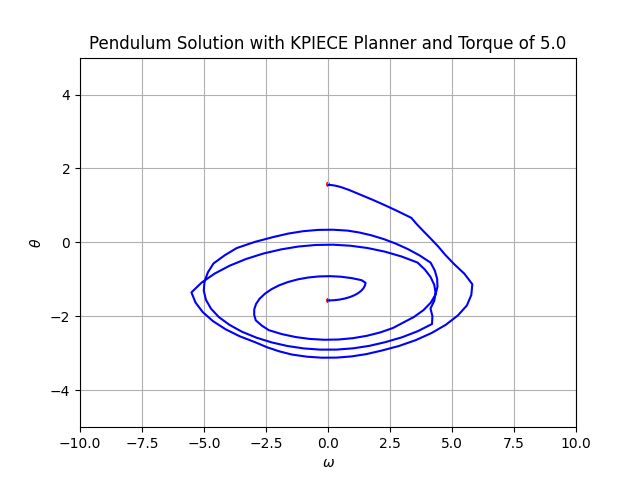 Pendulum Solution with KPIECE Planner and Torque of 5.0
4
2
0
−2
−4
θ
−10.0 −7.5 −5.0 −2.5 0.0 2.5 5.0 7.5 10.0
ω